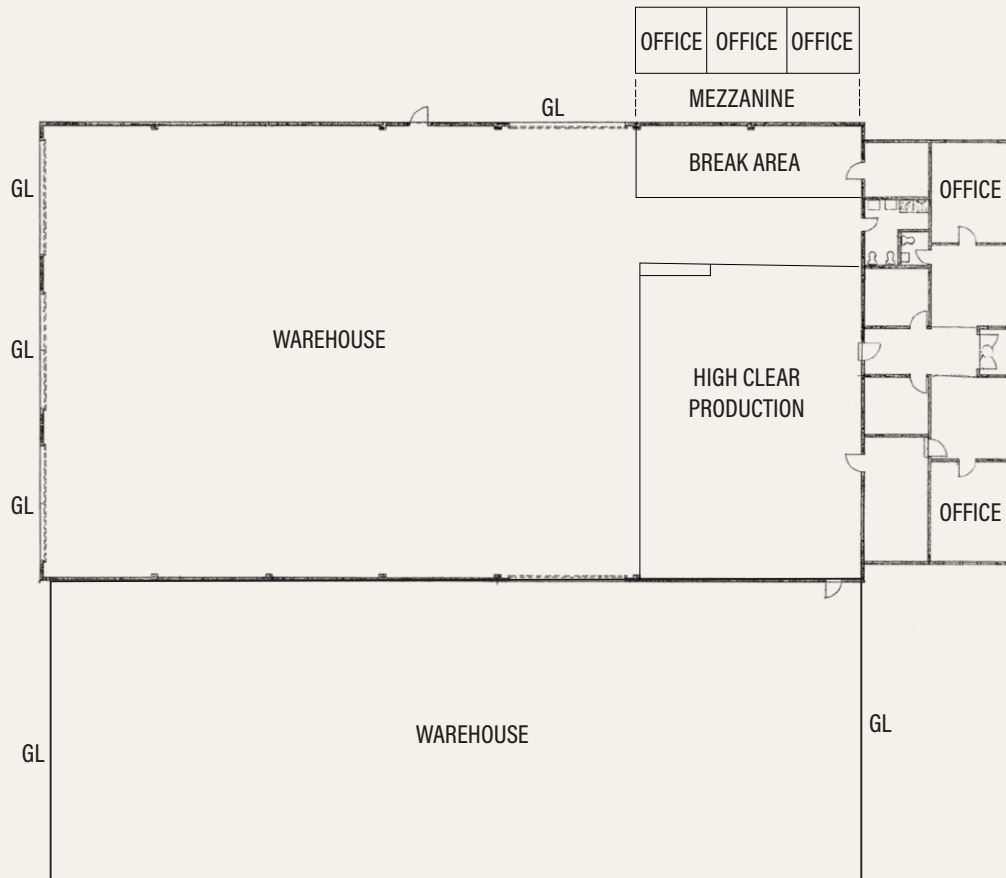 OFFICE OFFICE OFFICE
MEZZANINE
GL
BREAK AREA
GL
OFFICE
WAREHOUSE
GL
HIGH CLEAR
PRODUCTION
GL
OFFICE
WAREHOUSE
GL
GL